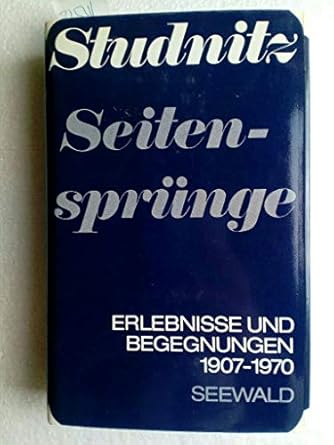 Studnitz
Seiten-
sprünge
ERLEBNISSE UND
BEGEGNUNGEN
1907-1970
SEEWALD